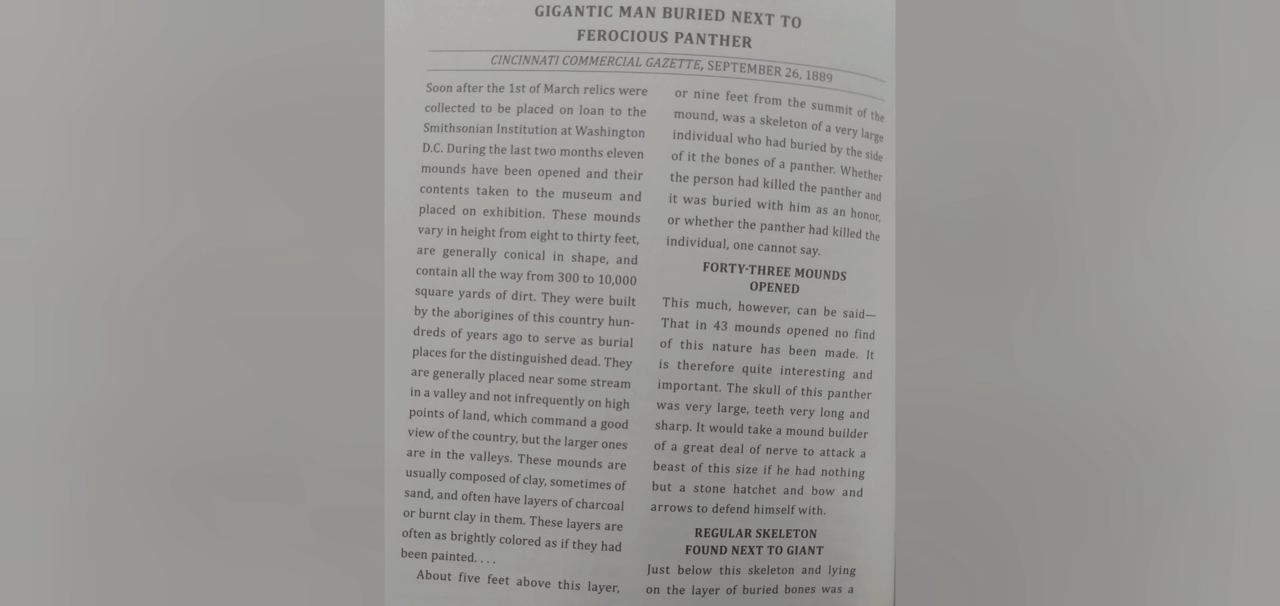 GIGANTIC MAN BURIED NEXT TO
FEROCIOUS PANTHER
CINCINNATI COMMERCIAL GAZETTE, SEPTEMBER 26, 1889
Soon after the 1st of March relics were
collected to be placed on loan to the
Smithsonian Institution at Washington
D.C. During the last two months eleven
mounds have been opened and their
contents taken to the museum and
placed on exhibition. These mounds
vary in height from eight to thirty feet,
are generally conical in shape, and
contain all the way from 300 to 10,000
square yards of dirt. They were built
by the aborigines of this country hun-
dreds of years ago to serve as burial
places for the distinguished dead. They
are generally placed near some stream
in a valley and not infrequently on high
points of land, which command a good
view of the country, but the larger ones
are in the valleys. These mounds are
usually composed of clay, sometimes of
sand, and often have layers of charcoal
or burnt clay in them. These layers are
often as brightly colored as if they had
been painted. . . .
About five feet above this layer,
or nine feet from the summit of the
mound, was a skeleton of a very large
individual who had buried by the side
of it the bones of a panther. Whether
the person had killed the panther and
it was buried with him as an honor,
or whether the panther had killed the
individual, one cannot say.
FORTY-THREE MOUNDS
OPENED
This much, however, can be said—
That in 43 mounds opened no find
of this nature has been made. It
is therefore quite interesting and
important. The skull of this panther
was very large, teeth very long and
sharp. It would take a mound builder
of a great deal of nerve to attack a
beast of this size if he had nothing
but a stone hatchet and bow and
arrows to defend himself with.
REGULAR SKELETON
FOUND NEXT TO GIANT
Just below this skeleton and lying
on the layer of buried bones was a